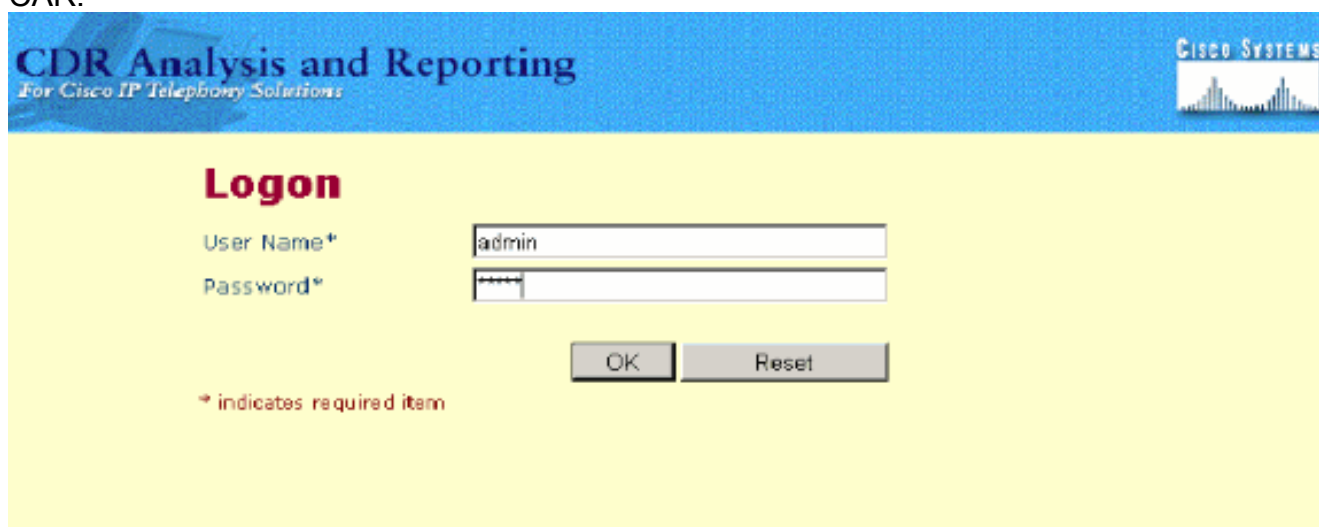 CAR.
CDR Analysis and Reporting
For Cisco IP Telephony Solutions
CISCO SYSTEMS
Logon
User Name*
admin
Password*
*****
OK
Reset
* indicates required item